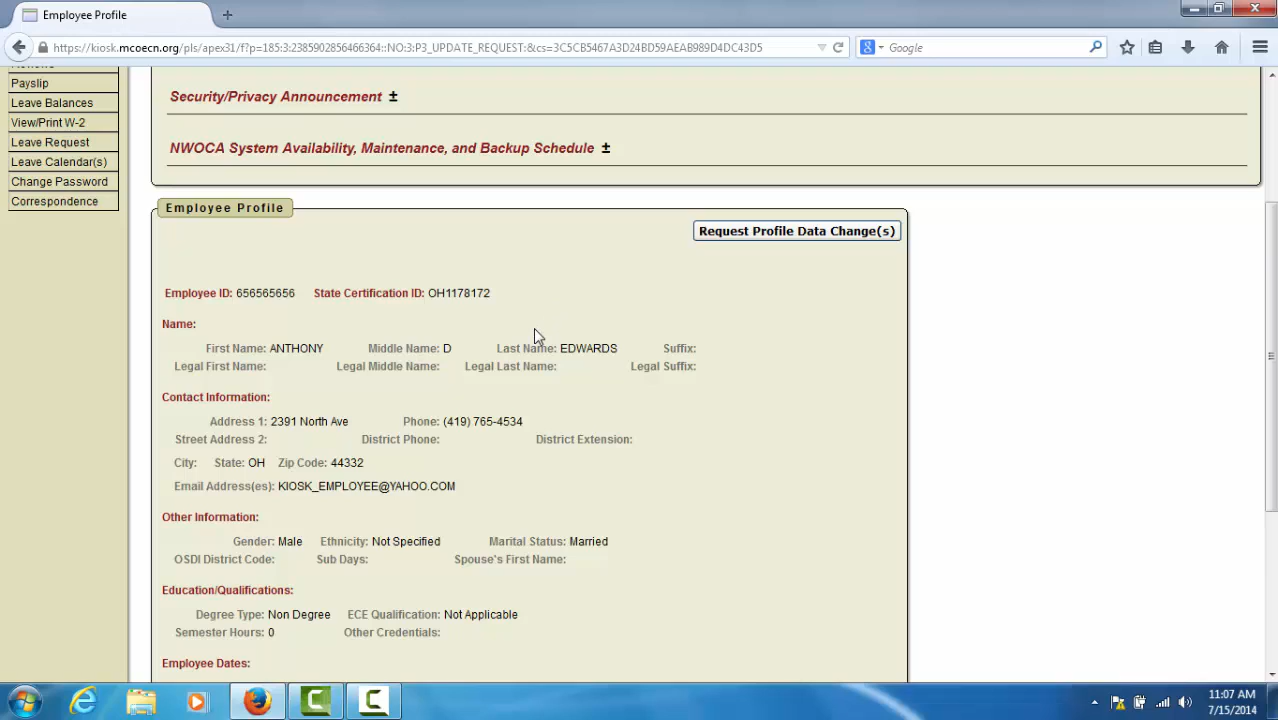 Employee Profile
https://kiosk.mcoecn.org/pls/apex31/f?p=185:3:2385902856466364::NO:3:P3_UPDATE_REQUEST:&cs=3C5CB5467A3D24BD59AEAB989D4DC43D5
Google
Payslip
Leave Balances
View/Print W-2
Leave Request
Leave Calendar(s)
Change Password
Correspondence
Security/Privacy Announcement ±
NWOCA System Availability, Maintenance, and Backup Schedule ±
Employee Profile
Request Profile Data Change(s)
Employee ID: 656565656 State Certification ID: OH1178172
Name:
First Name: ANTHONY Middle Name: D Last Name: EDWARDS Suffix:
Legal First Name: Legal Middle Name: Legal Last Name: Legal Suffix:
Contact Information:
Address 1: 2391 North Ave Phone: (419) 765-4534
Street Address 2: District Phone: District Extension:
City: State: OH Zip Code: 44332
Email Address(es): KIOSK_EMPLOYEE@YAHOO.COM
Other Information:
Gender: Male Ethnicity: Not Specified Marital Status: Married
OSDI District Code: Sub Days: Spouse's First Name:
Education/Qualifications:
Degree Type: Non Degree ECE Qualification: Not Applicable
Semester Hours: 0 Other Credentials:
Employee Dates:
11:07 AM
7/15/2014